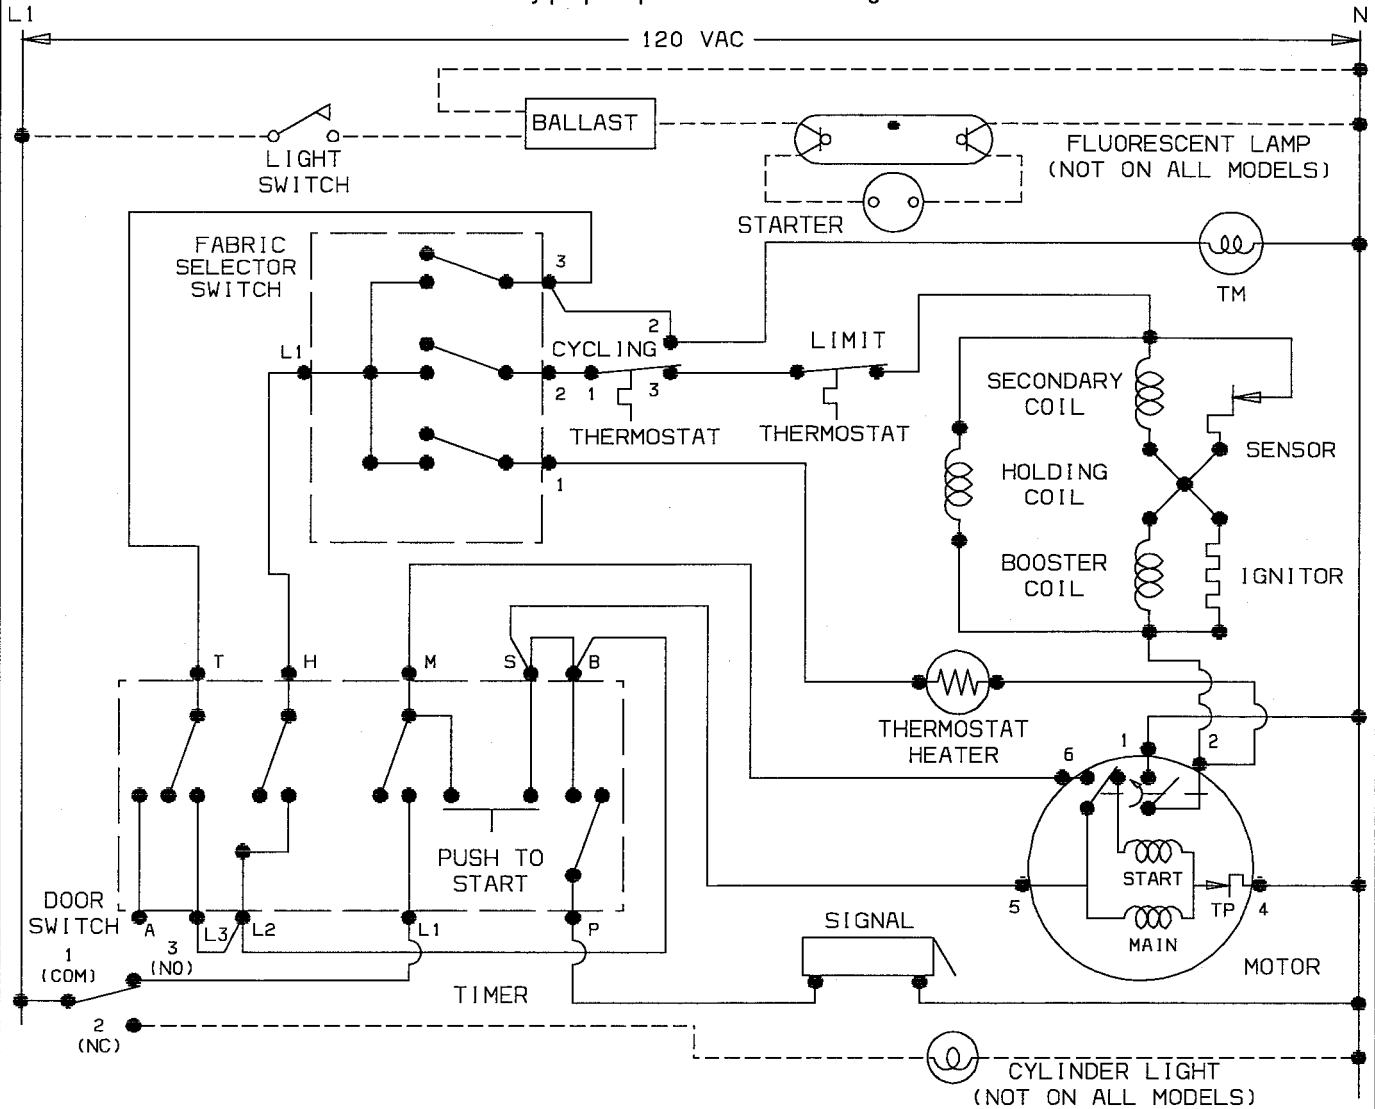 L1
N
120 VAC
BALLAST
LIGHT
SWITCH
FLUORESCENT LAMP
(NOT ON ALL MODELS)
STARTER
TM
FABRIC
SELECTOR
SWITCH
3
2
L1
CYCLING
LIMIT
2
1
3
THERMOSTAT
THERMOSTAT
SECONDARY
COIL
SENSOR
HOLDING
COIL
1
BOOSTER
COIL
IGNITOR
T
H
M
S
B
THERMOSTAT
HEATER
6
1
2
PUSH TO
START
START
MAIN
5
TP
4
MOTOR
DOOR
SWITCH
A
L3
L2
L1
P
SIGNAL
1
(COM)
3
(NO)
TIMER
2
(NC)
CYLINDER LIGHT
(NOT ON ALL MODELS)